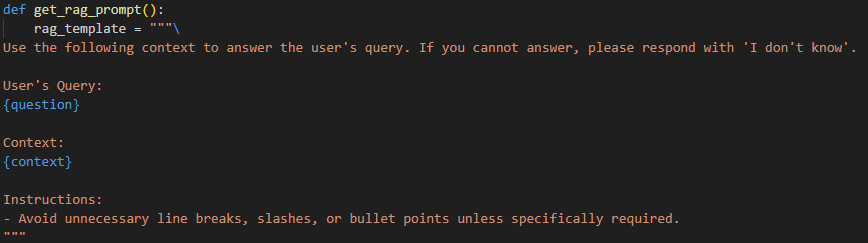 def get_rag_prompt():
    rag_template = """\
Use the following context to answer the user's query. If you cannot answer, please respond with 'I don't know'.

User's Query:
{question}

Context:
{context}

Instructions:
- Avoid unnecessary line breaks, slashes, or bullet points unless specifically required.
"""